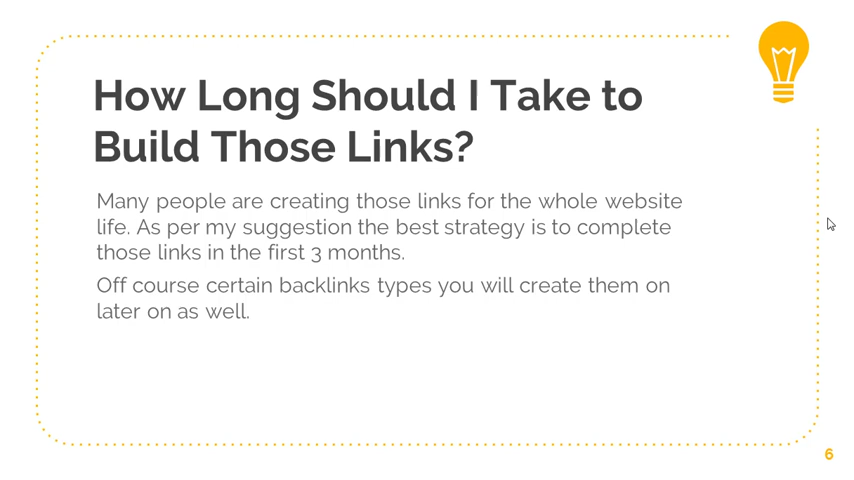 How Long Should I Take to
Build Those Links?
Many people are creating those links for the whole website
life. As per my suggestion the best strategy is to complete
those links in the first 3 months.
Off course certain backlinks types you will create them on
later on as well.
6